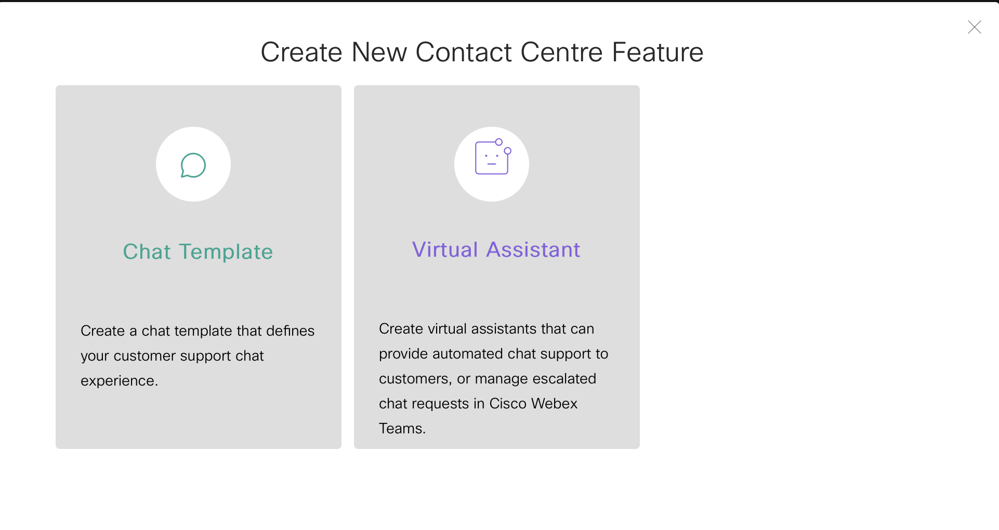 Create New Contact Centre Feature
Chat Template
Create a chat template that defines
your customer support chat
experience.
Virtual Assistant
Create virtual assistants that can
provide automated chat support to
customers, or manage escalated
chat requests in Cisco Webex
Teams.